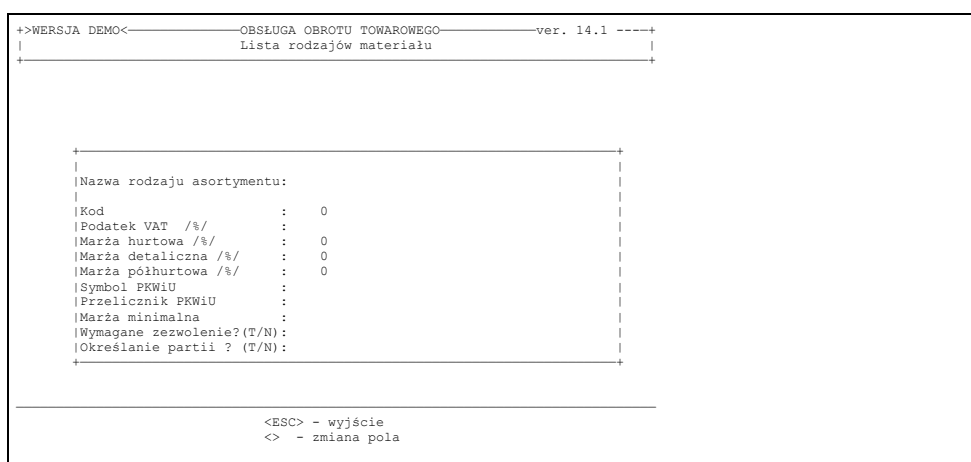 +>WERSJA DEMO<——————————————OBSŁUGA OBROTU TOWAROWEGO————————————ver. 14.1 ---—+
| Lista rodzajów materiału |
+——————————————————————————————————————————————————————————————————————————————+
+———————————————————————————————————————————————————————————————————+
| |
|Nazwa rodzaju asortymentu: |
| |
|Kod : 0 |
|Podatek VAT /%/ : |
|Marża hurtowa /%/ : 0 |
|Marża detaliczna /%/ : 0 |
|Marża półhurtowa /%/ : 0 |
|Symbol PKWiU : |
|Przelicznik PKWiU : |
|Marża minimalna : |
|Wymagane zezwolenie?(T/N): |
|Określanie partii ? (T/N): |
+———————————————————————————————————————————————————————————————————+
<ESC> - wyjście
<> - zmiana pola